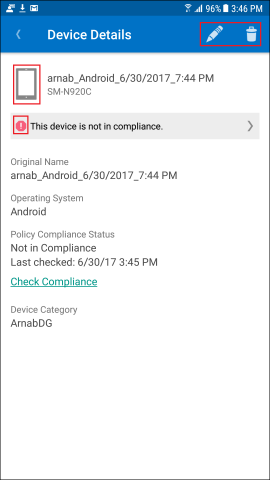 96% 3:46 PM
Device Details
arnab_Android_6/30/2017_7:44 PM
SM-N920C
This device is not in compliance.
Original Name
arnab_Android_6/30/2017_7:44 PM
Operating System
Android
Policy Compliance Status
Not in Compliance
Last checked: 6/30/17 3:45 PM
Check Compliance
Device Category
ArnabDG